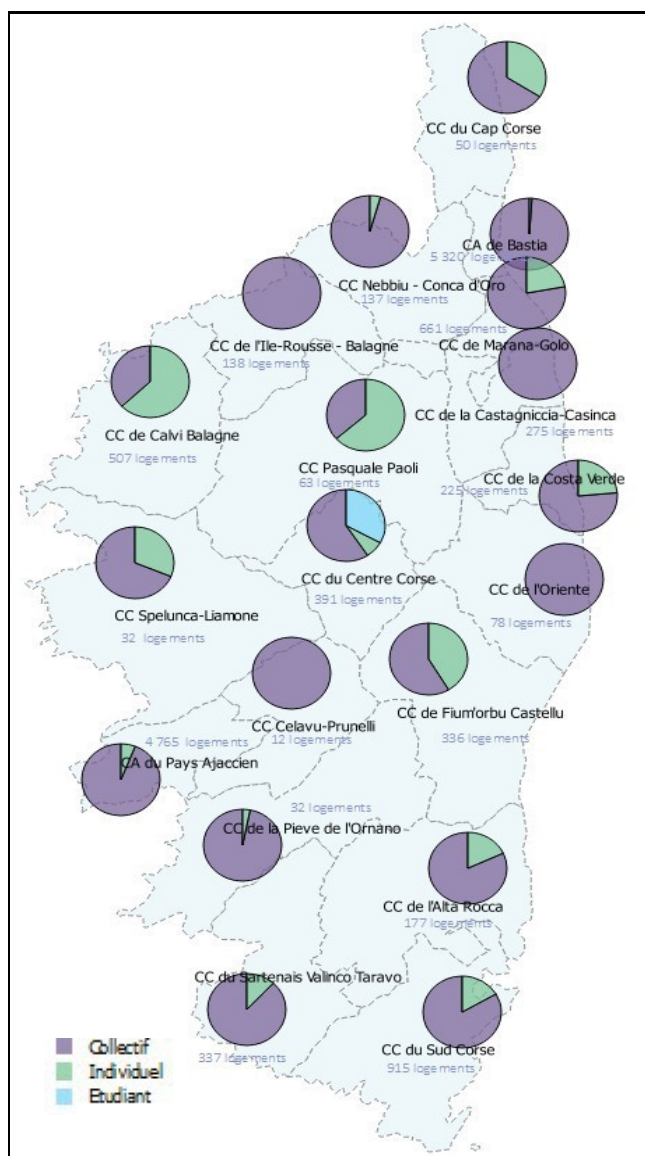 CC du Cap Corse
50 logements
CA de Bastia
5 320 logements
CC Nebbiu - Conca d'Oro
137 logements
661 logements
CC de l'Ile-Rousse - Balagne
CC de Marana-Golo
138 logements
CC de la Castagniccia-Casinca
275 logements
CC de Calvi Balagne
507 logements
CC Pasquale Paoli
63 logements
CC de la Costa Verde
225 logements
CC du Centre Corse
391 logements
CC de l'Oriente
78 logements
CC Spelunca-Liamone
32 logements
CC Celavu-Prunelli
12 logements
CC de Fium'orbu Castellu
336 logements
4 765 logements
CA du Pays Ajaccien
32 logements
CC de la Pieve de l'Ornano
CC de l'Alta Rocca
177 logements
CC du Sartenais Valinco Taravo
337 logements
CC du Sud Corse
915 logements
Collectif
Individuel
Etudiant